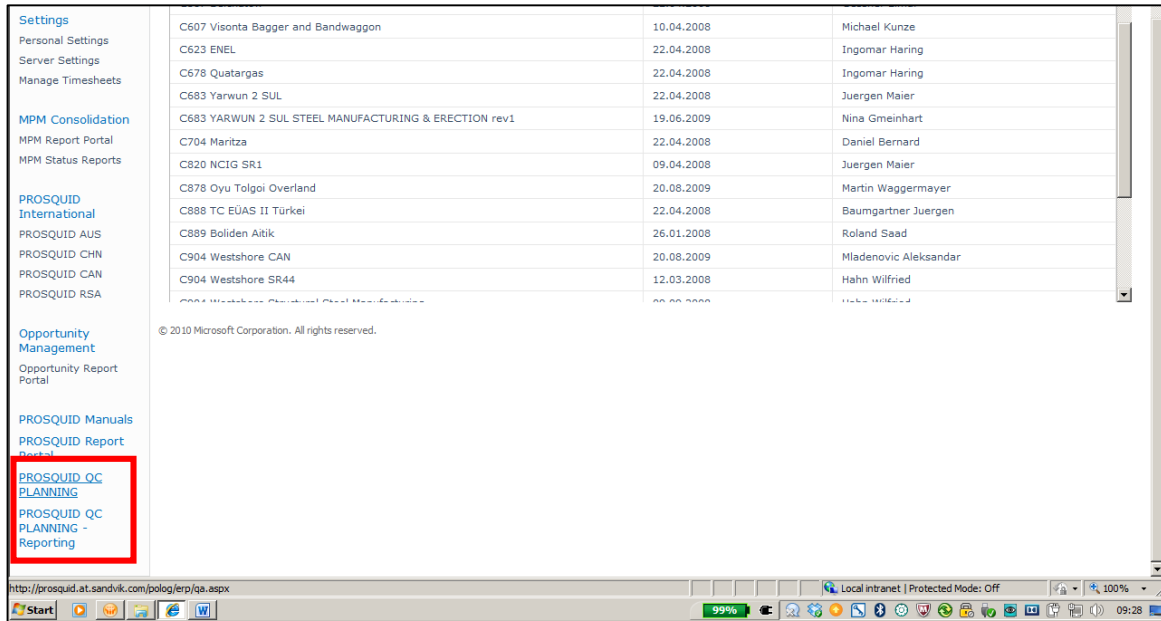 Settings
Personal Settings
Server Settings
Manage Timesheets
MPM Consolidation
MPM Report Portal
MPM Status Reports
PROSQUID
International
PROSQUID AUS
PROSQUID CHN
PROSQUID CAN
PROSQUID RSA
Opportunity
Management
Opportunity Report
Portal
PROSQUID Manuals
PROSQUID Report
Portal
PROSQUID QC
PLANNING
PROSQUID QC
PLANNING -
Reporting
C607 Visonta Bagger and Bandwaggon 10.04.2008 Michael Kunze
C623 ENEL 22.04.2008 Ingomar Haring
C678 Quatargas 22.04.2008 Ingomar Haring
C683 Yarwun 2 SUL 22.04.2008 Juergen Maier
C683 YARWUN 2 SUL STEEL MANUFACTURING & ERECTION rev1 19.06.2009 Nina Gmeinhart
C704 Maritza 22.04.2008 Daniel Bernard
C820 NCIG SR1 09.04.2008 Juergen Maier
C878 Oyu Tolgoi Overland 20.08.2009 Martin Waggermayer
C888 TC EÜAS II Türkei 22.04.2008 Baumgartner Juergen
C889 Boliden Aitik 26.01.2008 Roland Saad
C904 Westshore CAN 20.08.2009 Mladenovic Aleksandar
C904 Westshore SR44 12.03.2008 Hahn Wilfried
C904 Westshore Structural Steel Manufacturing Hahn Wilfried
© 2010 Microsoft Corporation. All rights reserved.
http://prosquid.at.sandvik.com/polog/erp/qa.aspx
Local intranet | Protected Mode: Off
100%
Start
99%
09:28